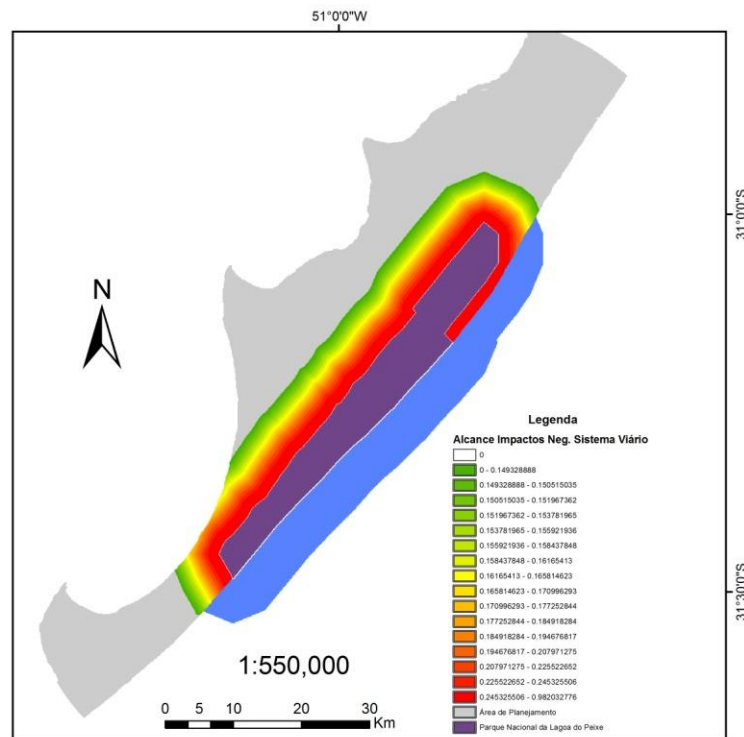 51°0'0"W
31°0'0"S
N
31°30'0"S
1:550,000
0 5 10 20 30
Km
Legenda
Alcance Impactos Neg. Sistema Viário
0
0 - 0.149328888
0.149328888 - 0.150515035
0.150515035 - 0.151967362
0.151967362 - 0.153781965
0.153781965 - 0.155921936
0.155921936 - 0.158437848
0.158437848 - 0.16165413
0.16165413 - 0.165814623
0.165814623 - 0.170996293
0.170996293 - 0.177252844
0.177252844 - 0.184918284
0.184918284 - 0.194676817
0.194676817 - 0.207971275
0.207971275 - 0.225522652
0.225522652 - 0.245325506
0.245325506 - 0.982032776
Área de Planejamento
Parque Nacional da Lagoa do Peixe